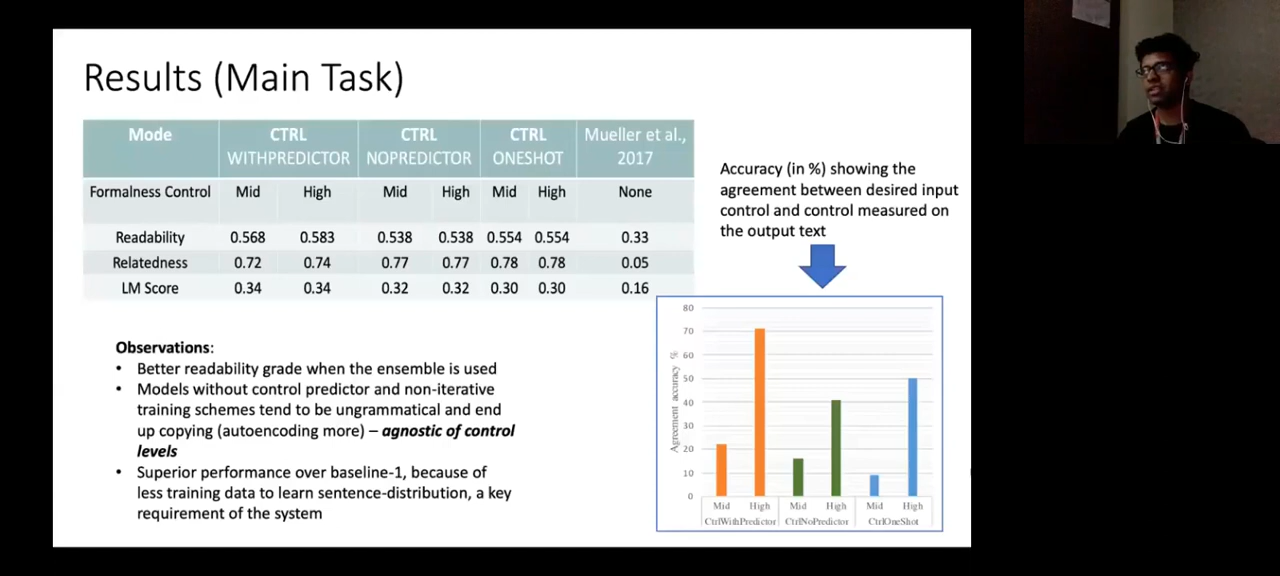 Results (Main Task)
Mode CTRL WITHPREDICTOR CTRL NOPREDICTOR CTRL ONESHOT Mueller et al., 2017
Formalness Control Mid High Mid High Mid High None
Readability 0.568 0.583 0.538 0.538 0.554 0.554 0.33
Relatedness 0.72 0.74 0.77 0.77 0.78 0.78 0.05
LM Score 0.34 0.34 0.32 0.32 0.30 0.30 0.16
Accuracy (in %) showing the
agreement between desired input
control and control measured on
the output text
Observations:
• Better readability grade when the ensemble is used
• Models without control predictor and non-iterative
training schemes tend to be ungrammatical and end
up copying (autoencoding more) – agnostic of control
levels
• Superior performance over baseline-1, because of
less training data to learn sentence-distribution, a key
requirement of the system
Agreement accuracy %
80
70
60
50
40
30
20
10
0
Mid High Mid High Mid High
CtrlWithPredictor CtrlNoPredictor CtrlOneShot